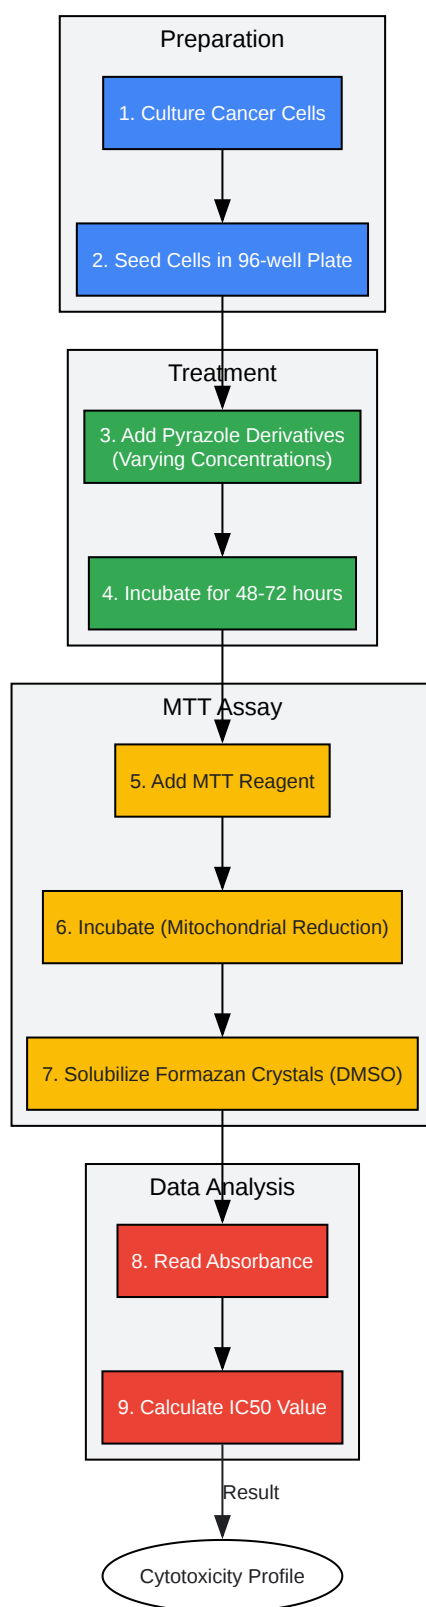 Preparation
1. Culture Cancer Cells
2. Seed Cells in 96-well Plate
Treatment
3. Add Pyrazole Derivatives
(Varying Concentrations)
4. Incubate for 48-72 hours
MTT Assay
5. Add MTT Reagent
6. Incubate (Mitochondrial Reduction)
7. Solubilize Formazan Crystals (DMSO)
Data Analysis
8. Read Absorbance
9. Calculate IC50 Value
Result
Cytotoxicity Profile